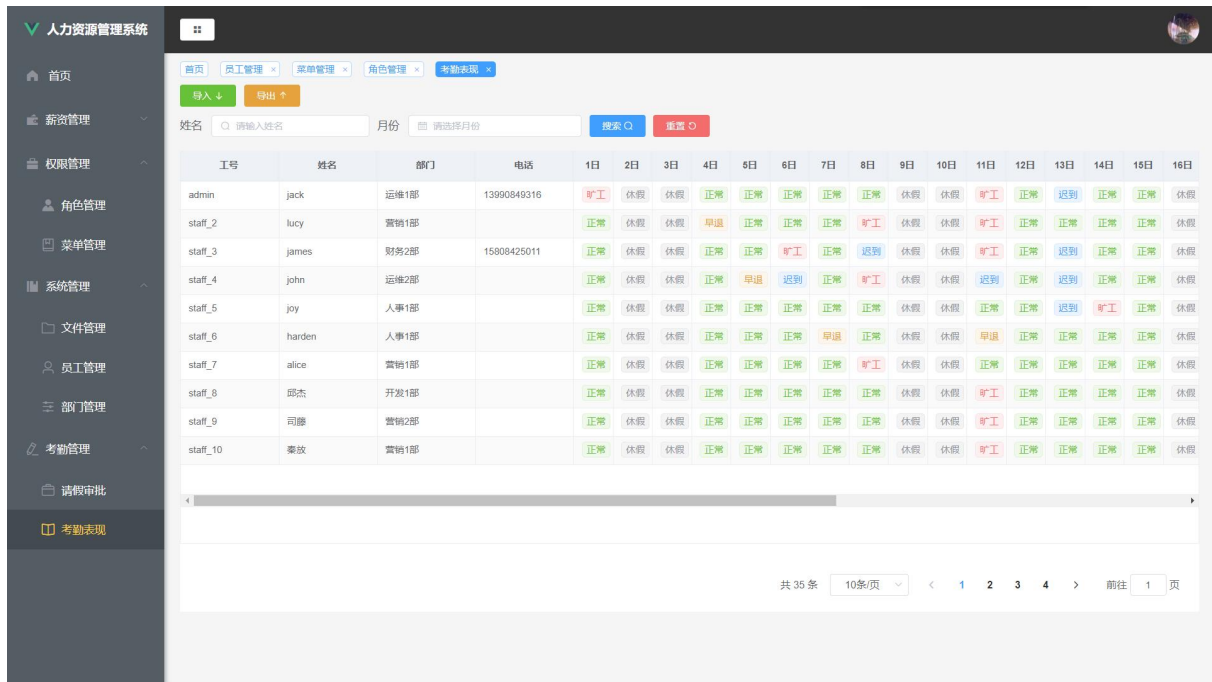 人力资源管理系统
首页
薪资管理
权限管理
角色管理
菜单管理
系统管理
文件管理
员工管理
部门管理
考勤管理
请假审批
考勤表现
首页 员工管理 × 菜单管理 × 角色管理 × 考勤表现 ×
导入 ↓ 导出 ↑
姓名 请输入姓名 月份 请选择月份 搜索 重置
工号 姓名 部门 电话 1日 2日 3日 4日 5日 6日 7日 8日 9日 10日 11日 12日 13日 14日 15日 16日
admin jack 运维1部 13990849316 旷工 休假 休假 正常 正常 正常 正常 正常 休假 休假 旷工 正常 迟到 正常 正常 休假
staff_2 lucy 营销1部 正常 休假 休假 早退 正常 正常 正常 旷工 休假 休假 旷工 正常 正常 正常 正常 休假
staff_3 james 财务2部 15808425011 正常 休假 休假 正常 正常 旷工 正常 迟到 休假 休假 旷工 正常 迟到 正常 正常 休假
staff_4 john 运维2部 正常 休假 休假 正常 早退 迟到 正常 旷工 休假 休假 迟到 正常 迟到 正常 正常 休假
staff_5 joy 人事1部 正常 休假 休假 正常 正常 正常 正常 正常 休假 休假 正常 正常 迟到 旷工 正常 休假
staff_6 harden 人事1部 正常 休假 休假 正常 正常 正常 早退 正常 休假 休假 早退 正常 正常 正常 正常 休假
staff_7 alice 营销1部 正常 休假 休假 正常 正常 正常 正常 旷工 休假 休假 正常 正常 正常 正常 正常 休假
staff_8 邱杰 开发1部 正常 休假 休假 正常 正常 正常 正常 正常 休假 休假 旷工 正常 正常 正常 正常 休假
staff_9 司藤 营销2部 正常 休假 休假 正常 正常 正常 正常 正常 休假 休假 旷工 正常 正常 正常 正常 休假
staff_10 秦放 营销1部 正常 休假 休假 正常 正常 正常 正常 正常 休假 休假 旷工 正常 正常 正常 正常 休假
共 35 条 10条/页 < 1 2 3 4 > 前往 1 页